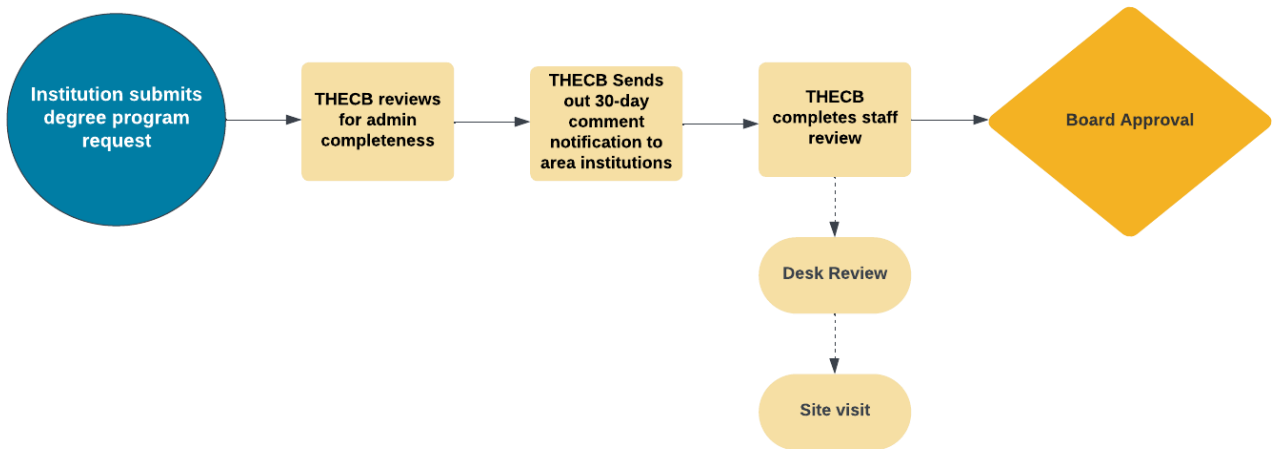 Institution submits
degree program
request
THECB reviews
for admin
completeness
THECB Sends
out 30-day
comment
notification to
area institutions
THECB
completes staff
review
Board Approval
Desk Review
Site visit